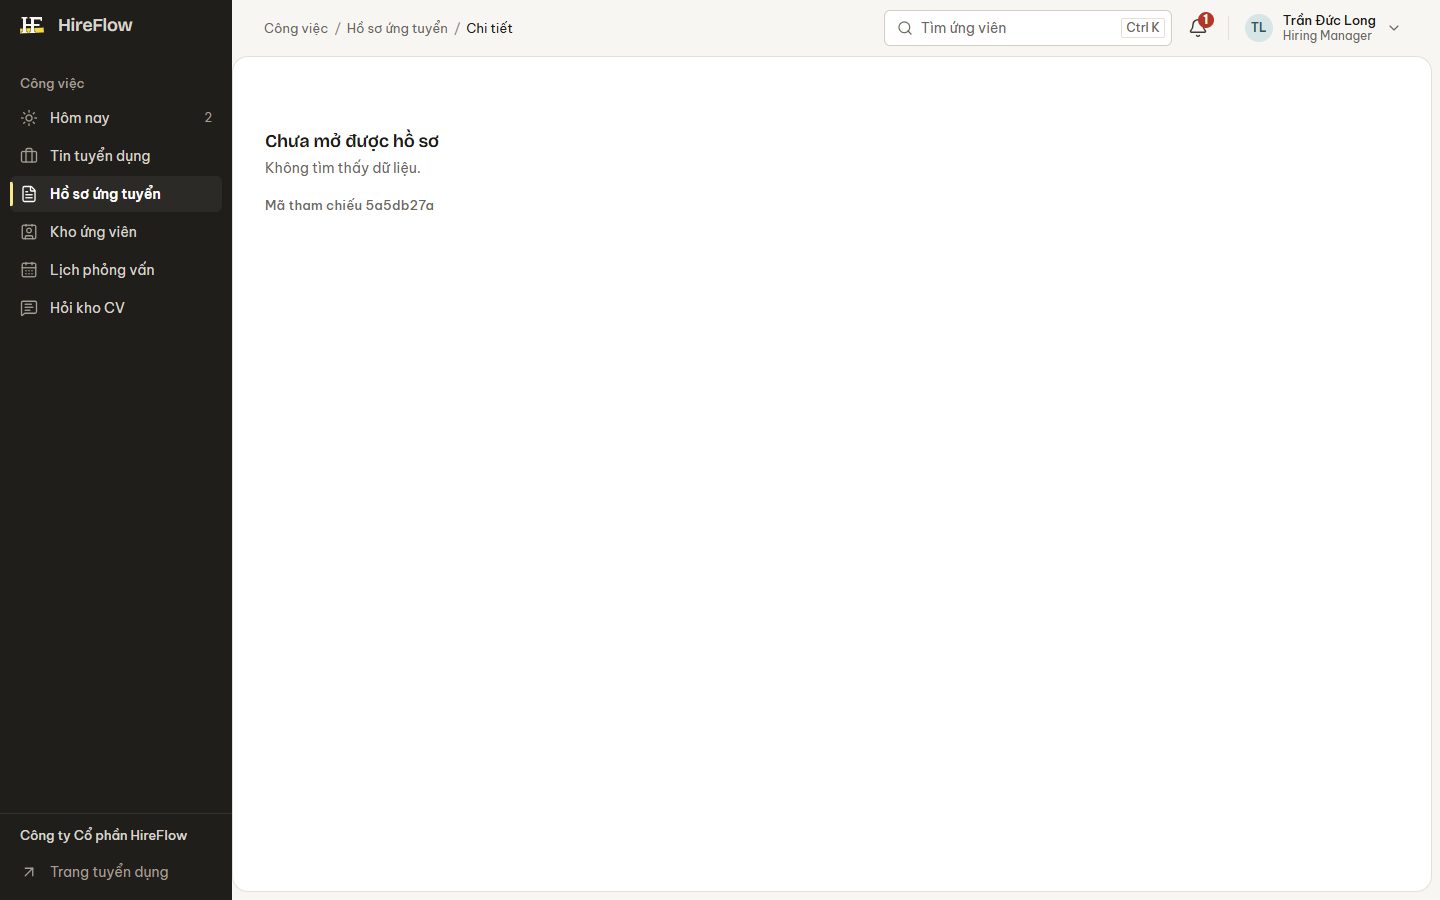 HF HireFlow
Công việc / Hồ sơ ứng tuyển / Chi tiết
Tìm ứng viên Ctrl K
1
TL
Trần Đức Long
Hiring Manager
Công việc
Hôm nay 2
Tin tuyển dụng
Hồ sơ ứng tuyển
Kho ứng viên
Lịch phỏng vấn
Hỏi kho CV
Chưa mở được hồ sơ
Không tìm thấy dữ liệu.
Mã tham chiếu 5a5db27a
Công ty Cổ phần HireFlow
Trang tuyển dụng